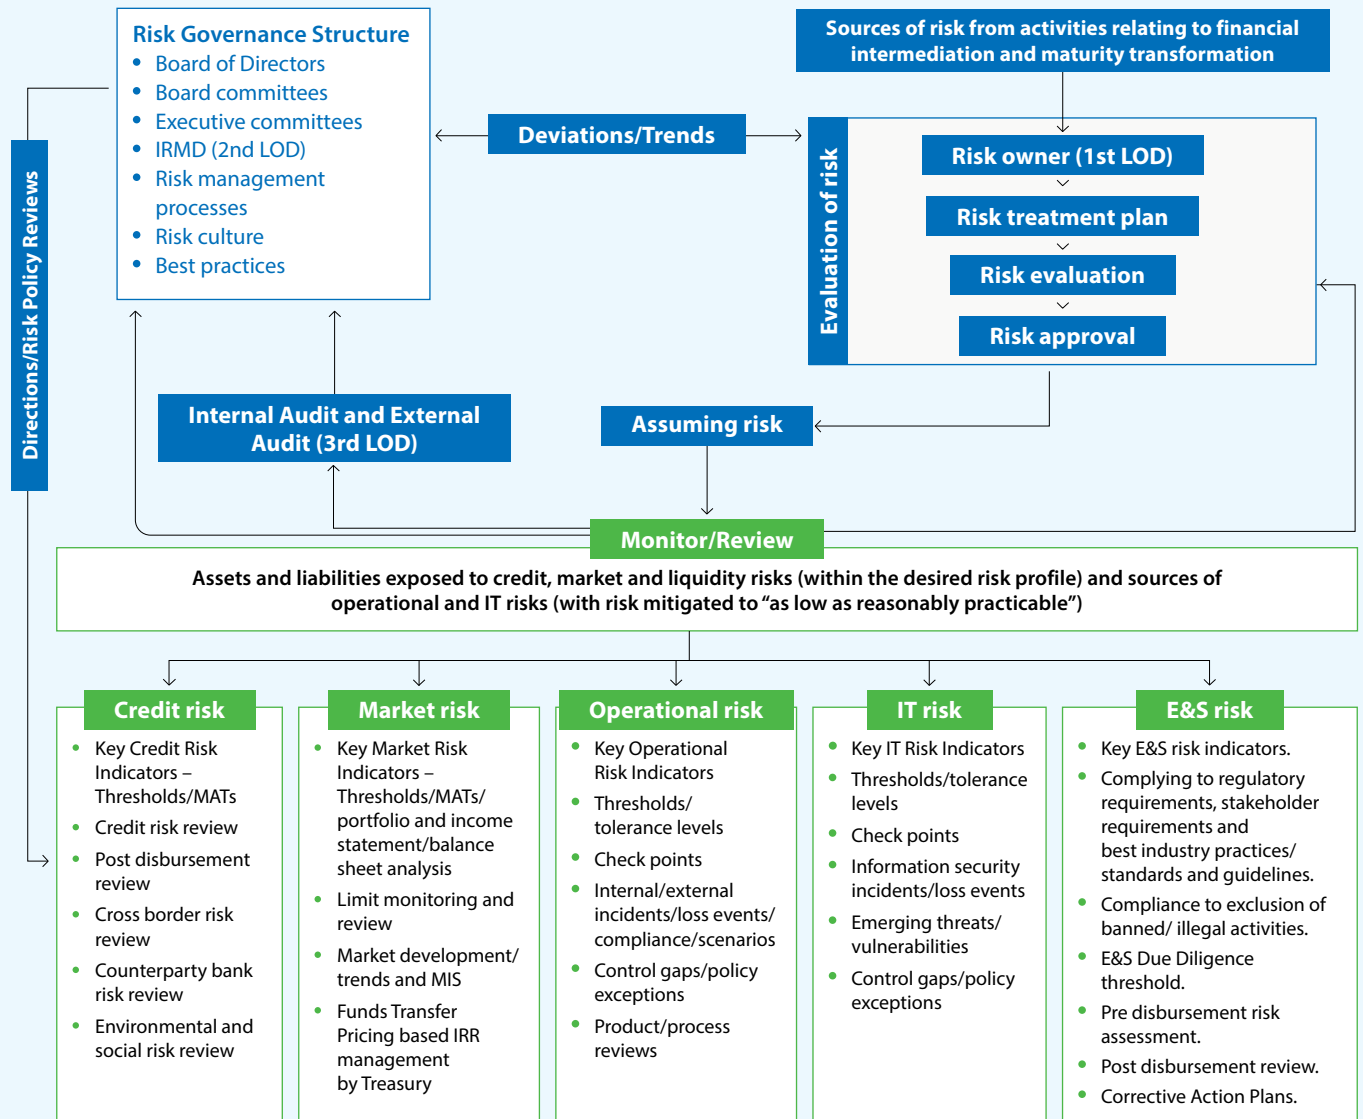 Risk Governance Structure
• Board of Directors
• Board committees
• Executive committees
• IRMD (2nd LOD)
• Risk management
processes
• Risk culture
• Best practices
Sources of risk from activities relating to financial
intermediation and maturity transformation
Deviations/Trends
Evaluation of risk
Risk owner (1st LOD)
Risk treatment plan
Risk evaluation
Risk approval
Directions/Risk Policy Reviews
Internal Audit and External
Audit (3rd LOD)
Assuming risk
Monitor/Review
Assets and liabilities exposed to credit, market and liquidity risks (within the desired risk profile) and sources of
operational and IT risks (with risk mitigated to “as low as reasonably practicable”)
Credit risk
• Key Credit Risk
Indicators –
Thresholds/MATs
• Credit risk review
• Post disbursement
review
• Cross border risk
review
• Counterparty bank
risk review
• Environmental and
social risk review
Market risk
• Key Market Risk
Indicators –
Thresholds/MATs/
portfolio and income
statement/balance
sheet analysis
• Limit monitoring and
review
• Market development/
trends and MIS
• Funds Transfer
Pricing based IRR
management
by Treasury
Operational risk
• Key Operational
Risk Indicators
• Thresholds/
tolerance levels
• Check points
• Internal/external
incidents/loss events/
compliance/scenarios
• Control gaps/policy
exceptions
• Product/process
reviews
IT risk
• Key IT Risk Indicators
• Thresholds/tolerance
levels
• Check points
• Information security
incidents/loss events
• Emerging threats/
vulnerabilities
• Control gaps/policy
exceptions
E&S risk
• Key E&S risk indicators.
• Complying to regulatory
requirements, stakeholder
requirements and
best industry practices/
standards and guidelines.
• Compliance to exclusion of
banned/ illegal activities.
• E&S Due Diligence
threshold.
• Pre disbursement risk
assessment.
• Post disbursement review.
• Corrective Action Plans.